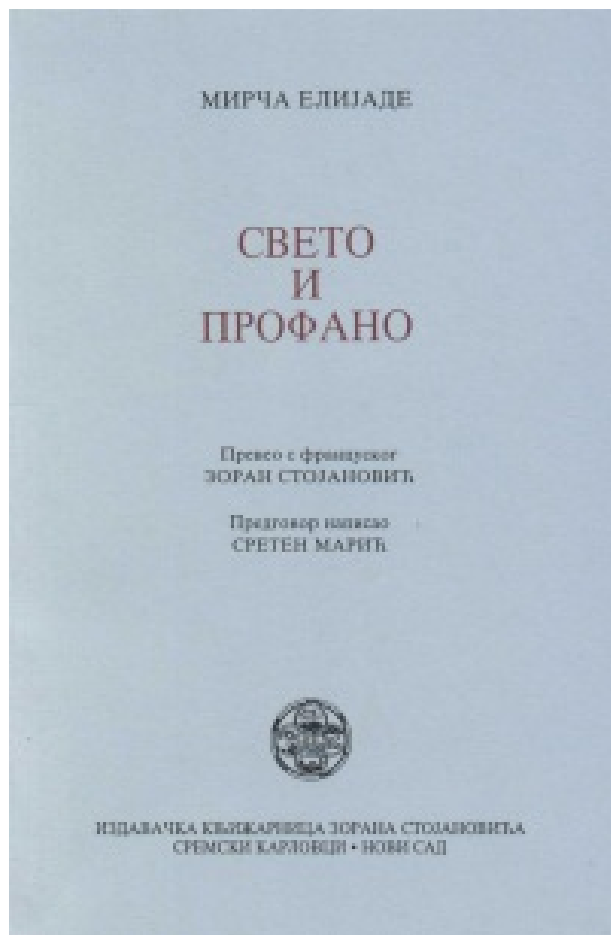 МИРЧА ЕЛИЈАДЕ
СВЕТО
И
ПРОФАНО
Превео с француског
ЗОРАН СТОЈАНОВИЋ
Предговор написао
СРЕТЕН МАРИЋ
ИЗДАВАЧКА КЊИЖАРНИЦА ЗОРАНА СТОЈАНОВИЋА
СРЕМСКИ КАРЛОВЦИ • НОВИ САД